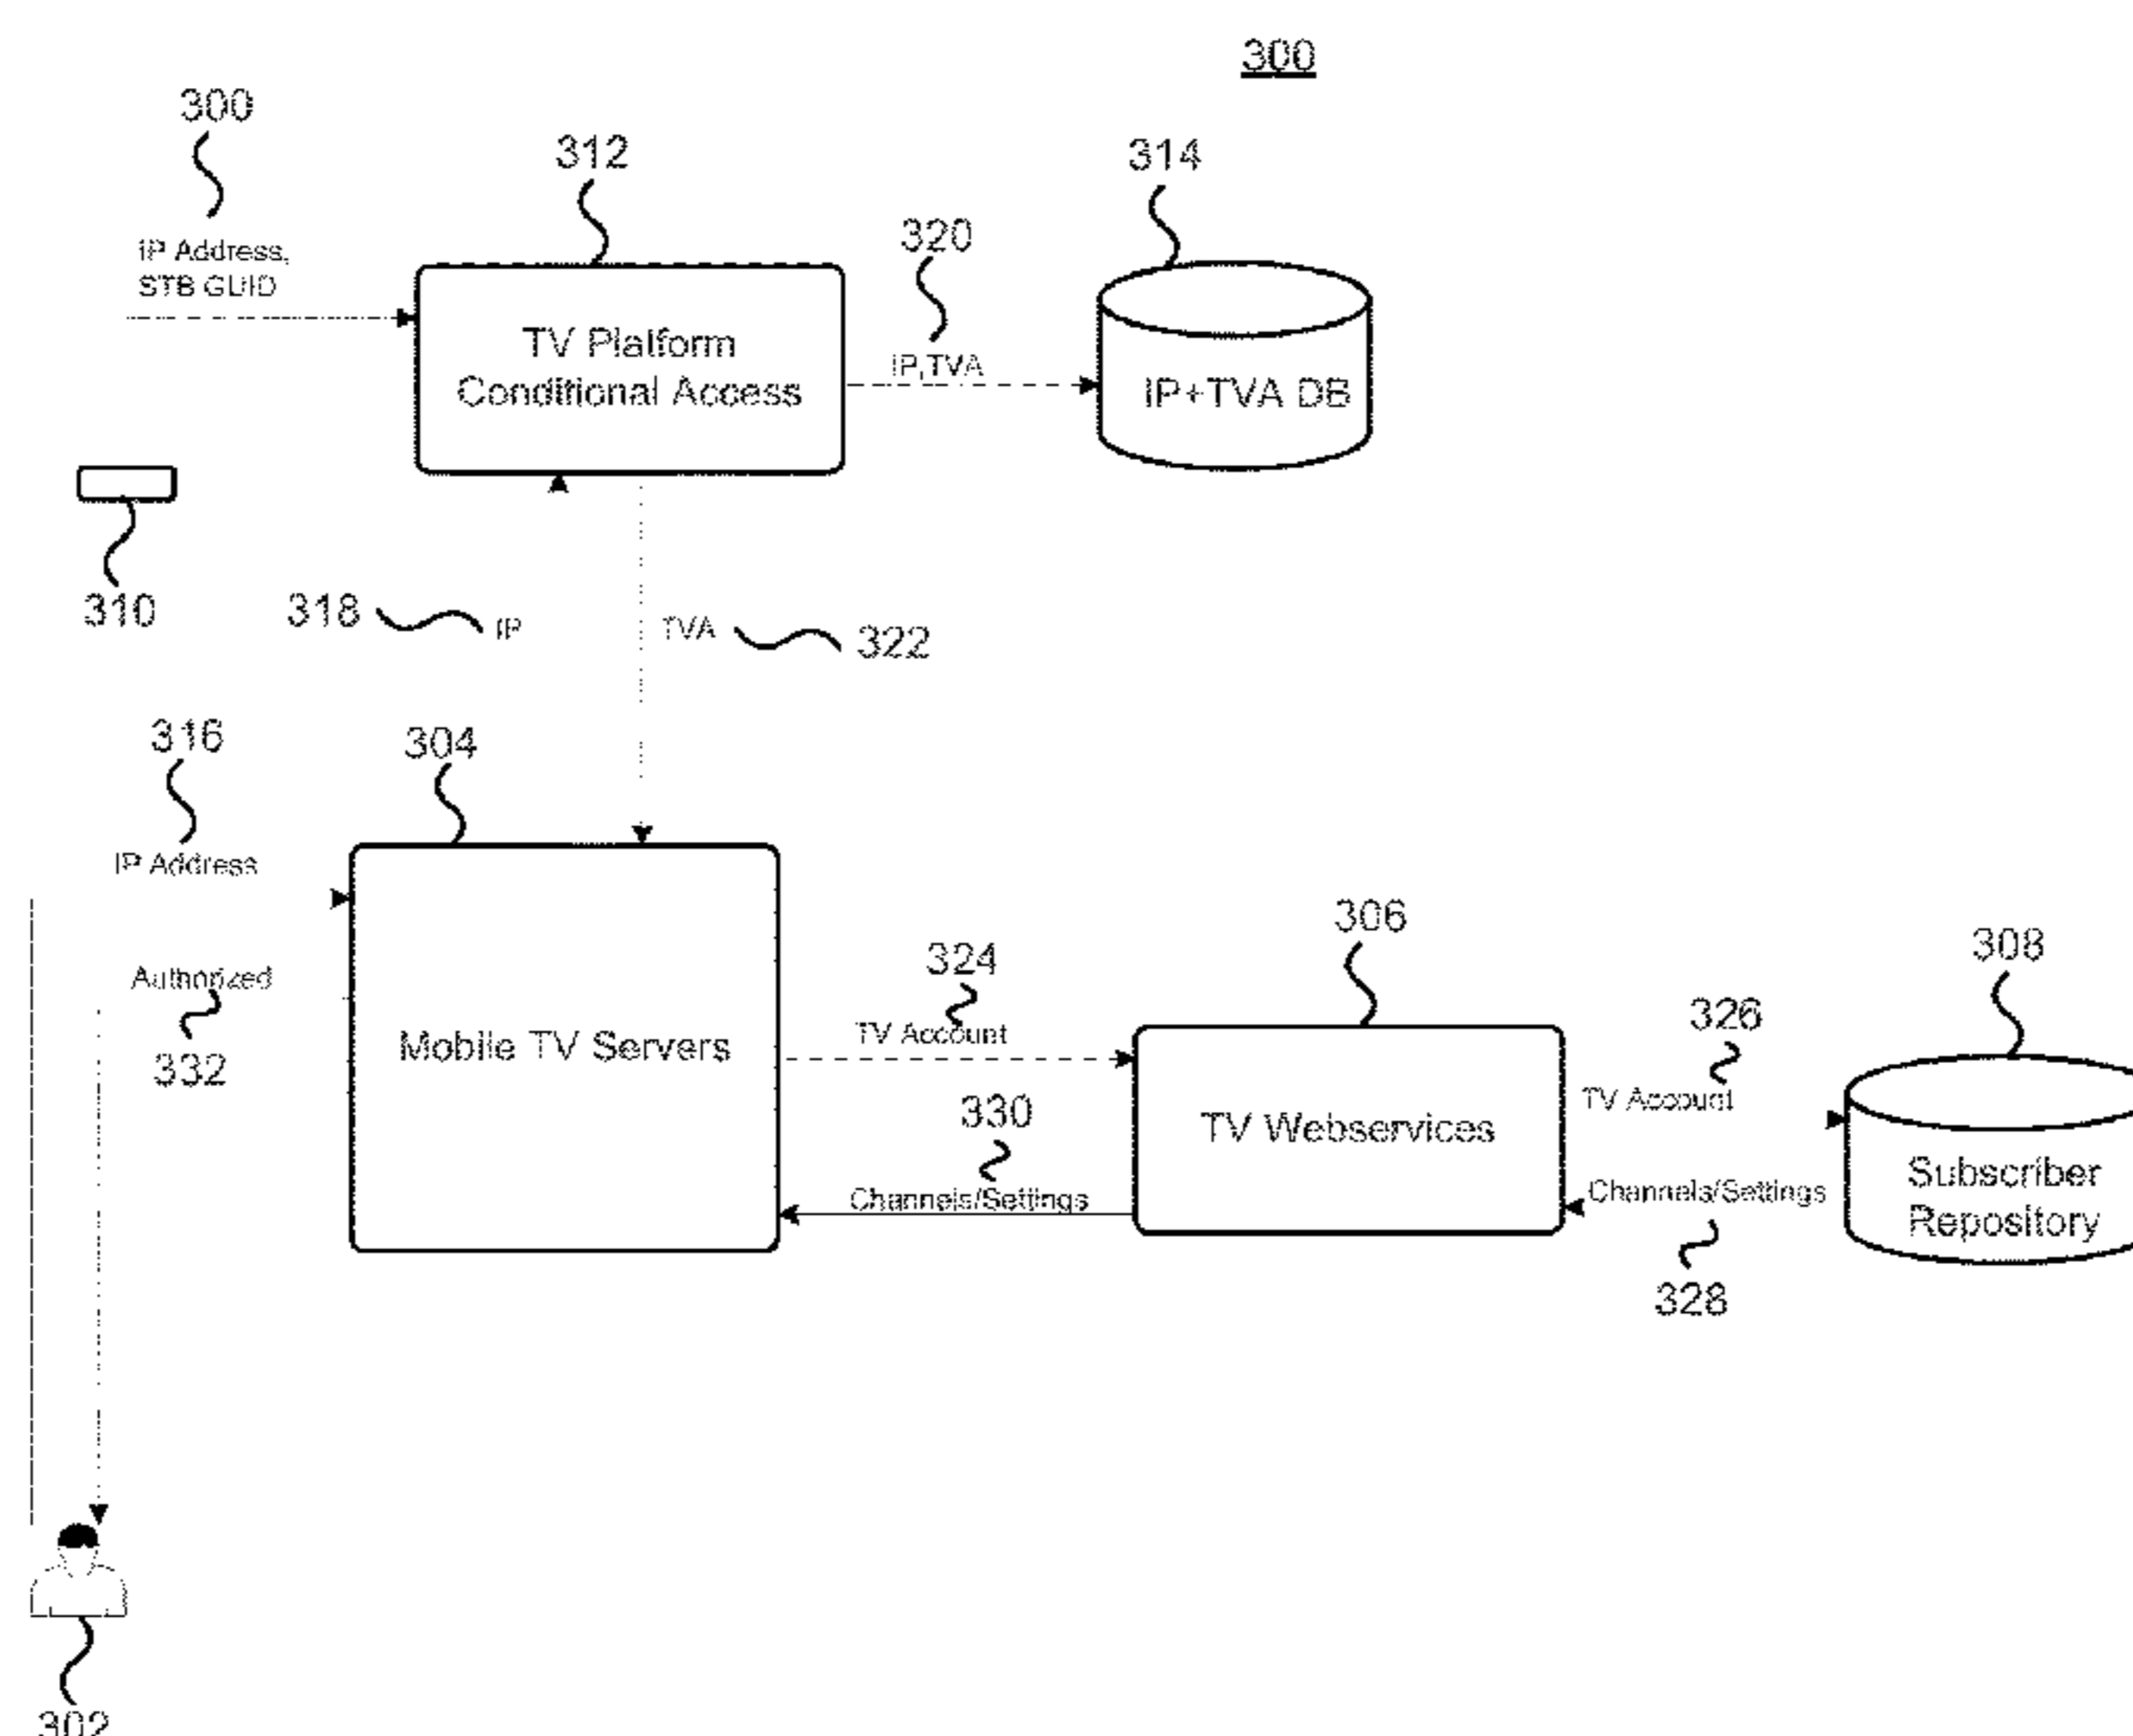 300
300
312
314
IP Address,
STB GUID
320
TV Platform
Conditional Access
IP,TVA
IP+TVA DB
310
318
IP
TVA
322
316
304
IP Address
306
308
Authorized
324
326
332
Mobile TV Servers
TV Account
TV Account
330
TV Webservices
Channels/Settings
Channels/Settings
Subscriber
Repository
328
302